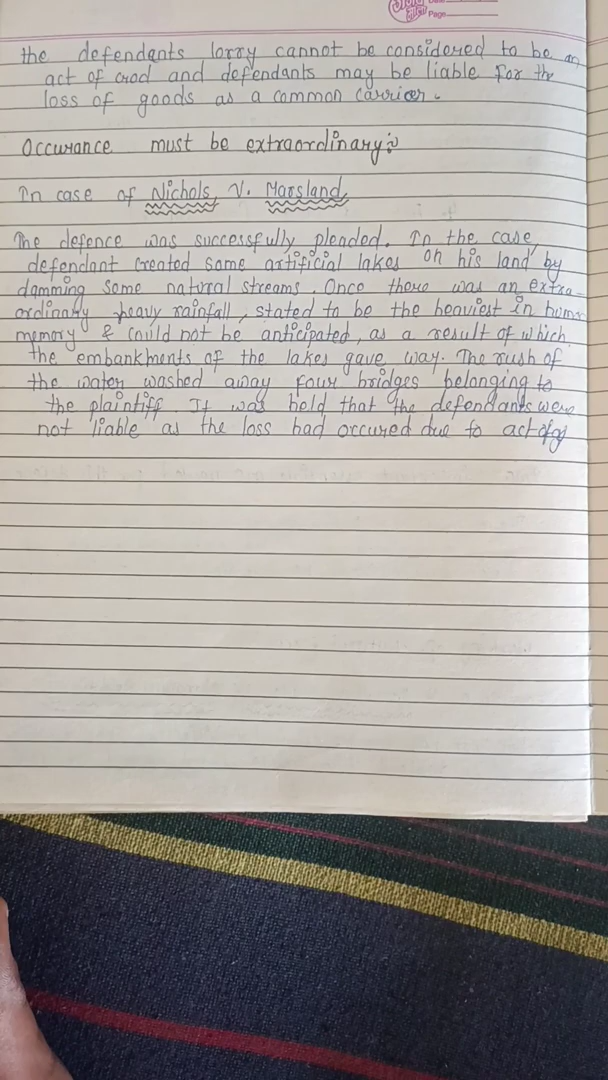 Page
the defendants lorry cannot be considered to be an
act of God and defendants may be liable for the
loss of goods as a common carrier.
Occurance must be extraordinary:-
In case of Nichols V. Marsland,
The defence was successfully pleaded. In the case,
defendant created some artificial lakes on his land by
damming some natural streams. Once there was an extra-
ordinary heavy rainfall, stated to be the heaviest in human
memory & could not be anticipated, as a result of which
the embankments of the lakes gave way. The rush of
the water washed away four bridges belonging to
the plaintiff. It was held that the defendants were
not liable as the loss had occured due to act of g